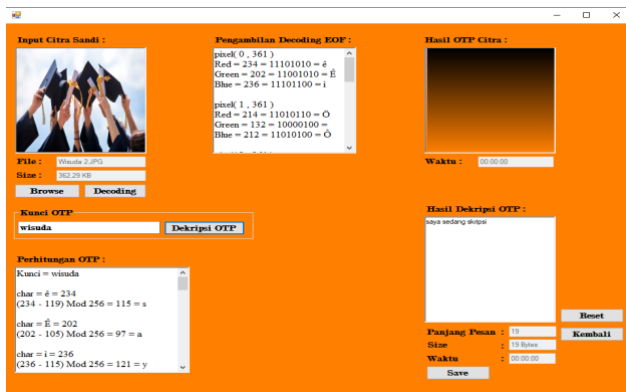 Input Citra Sandi :
File : Wisuda 2.JPG
Size : 362,29 KB
Browse Decoding
Kunci OTP
wisuda Dekripsi OTP
Perhitungan OTP :
Kunci = wisuda
char = ê = 234
(234 - 119) Mod 256 = 115 = s
char = Ê = 202
(202 - 105) Mod 256 = 97 = a
char = ì = 236
(236 - 115) Mod 256 = 121 = y
Pengambilan Decoding EOF :
pixel( 0 , 361 )
Red = 234 = 11101010 = ê
Green = 202 = 11001010 = Ê
Blue = 236 = 11101100 = ì
pixel( 1 , 361 )
Red = 214 = 11010110 = Ö
Green = 132 = 10000100 =
Blue = 212 = 11010100 = Ô
Hasil OTP Citra :
Waktu : 00:00:00
Hasil Dekripsi OTP :
saya sedang skripsi
Panjang Pesan : 19
Size : 19 Bytes
Waktu : 00:00:00
Save
Reset
Kembali